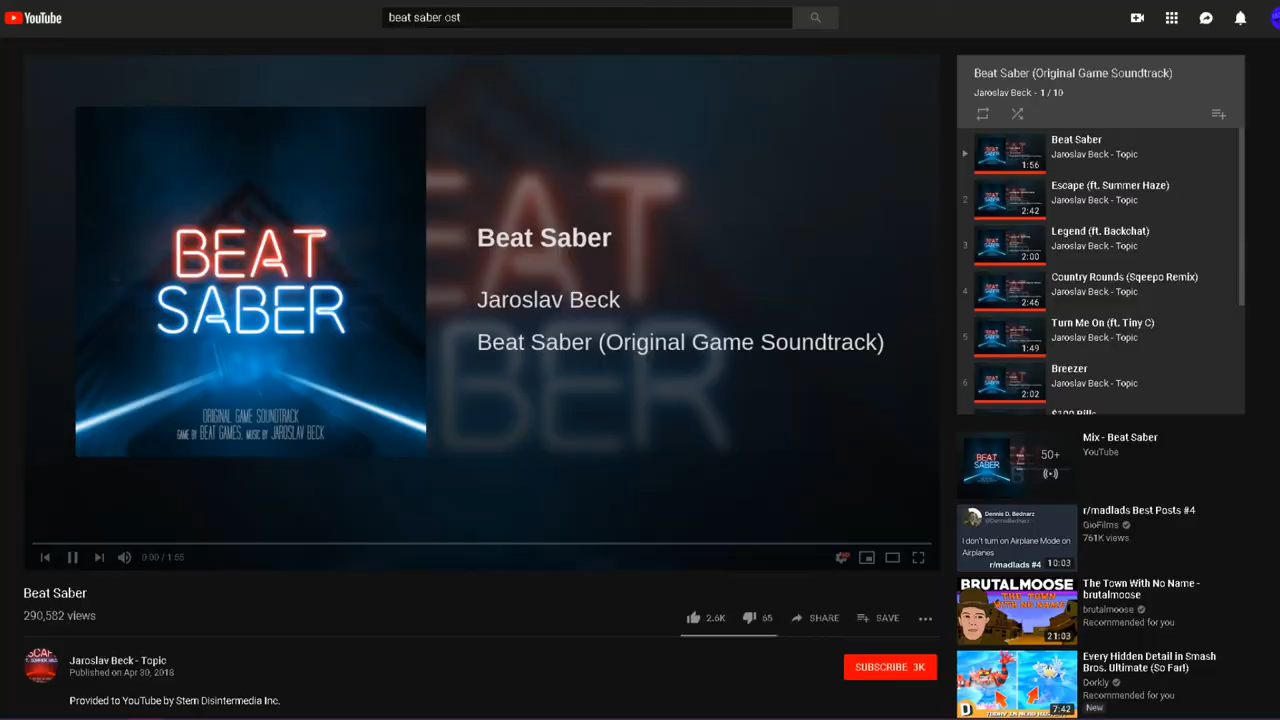 YouTube
beat saber ost
BEAT
SABER
ORIGINAL GAME SOUNDTRACK
GAME BY BEAT GAMES, MUSIC BY JAROSLAV BECK
Beat Saber
Jaroslav Beck
Beat Saber (Original Game Soundtrack)
0:00 / 1:55
Beat Saber
290,582 views
2.6K
65
SHARE
SAVE
Jaroslav Beck - Topic
Published on Apr 30, 2018
SUBSCRIBE 3K
Provided to YouTube by Stem Disintermedia Inc.
Beat Saber (Original Game Soundtrack)
Jaroslav Beck - 1 / 10
Beat Saber
Jaroslav Beck - Topic
1:56
2
Escape (ft. Summer Haze)
Jaroslav Beck - Topic
2:42
3
Legend (ft. Backchat)
Jaroslav Beck - Topic
2:00
4
Country Rounds (Sqeepo Remix)
Jaroslav Beck - Topic
2:46
5
Turn Me On (ft. Tiny C)
Jaroslav Beck - Topic
1:49
6
Breezer
Jaroslav Beck - Topic
2:02
$100 Bills
BEAT
SABER
50+
Mix - Beat Saber
YouTube
Dennis D. Bednarz
I don't turn on Airplane Mode on
Airplanes
r/madlads #4
10:03
r/madlads Best Posts #4
GioFilms
761K views
BRUTALMOOSE
THE TOWN
WITH NO NAME
21:03
The Town With No Name -
brutalmoose
brutalmoose
Recommended for you
7:42
Every Hidden Detail in Smash
Bros. Ultimate (So Far!)
Dorkly
Recommended for you
New